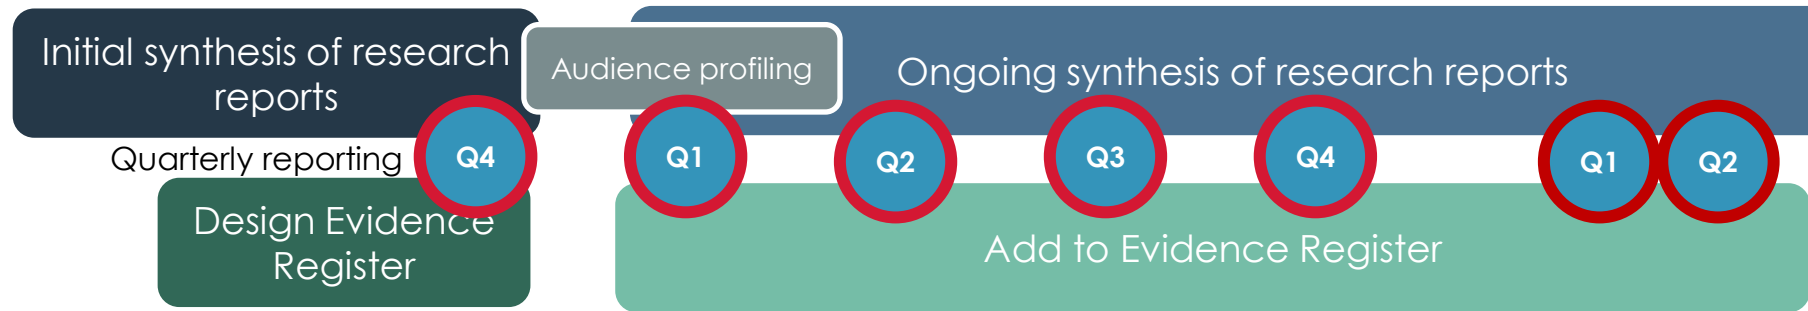 Initial synthesis of research
reports
Audience profiling
Ongoing synthesis of research reports
Quarterly reporting
Q4
Q1
Q2
Q3
Q4
Q1
Q2
Design Evidence
Register
Add to Evidence Register